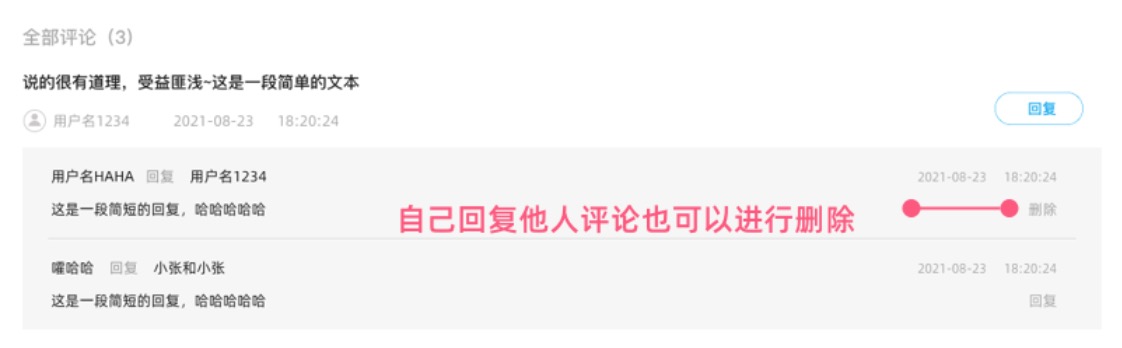 全部评论（3）
说的很有道理，受益匪浅~这是一段简单的文本
用户名1234 2021-08-23 18:20:24
回复
用户名HAHA 回复 用户名1234 2021-08-23 18:20:24
这是一段简短的回复，哈哈哈哈哈 删除
自己回复他人评论也可以进行删除
嚯哈哈 回复 小张和小张 2021-08-23 18:20:24
这是一段简短的回复，哈哈哈哈哈 回复